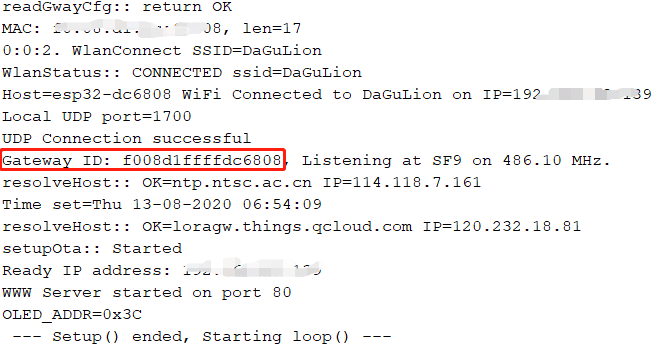 readGwayCfg:: return OK
MAC: 08, len=17
0:0:2. WlanConnect SSID=DaGuLion
WlanStatus:: CONNECTED ssid=DaGuLion
Host=esp32-dc6808 WiFi Connected to DaGuLion on IP=192
Local UDP port=1700
UDP Connection successful
Gateway ID: f008d1ffffdc6808, Listening at SF9 on 486.10 MHz.
resolveHost:: OK=ntp.ntsc.ac.cn IP=114.118.7.161
Time set=Thu 13-08-2020 06:54:09
resolveHost:: OK=loragw.things.qcloud.com IP=120.232.18.81
setupOta:: Started
Ready IP address:
WWW Server started on port 80
OLED_ADDR=0x3C
--- Setup() ended, Starting loop() ---